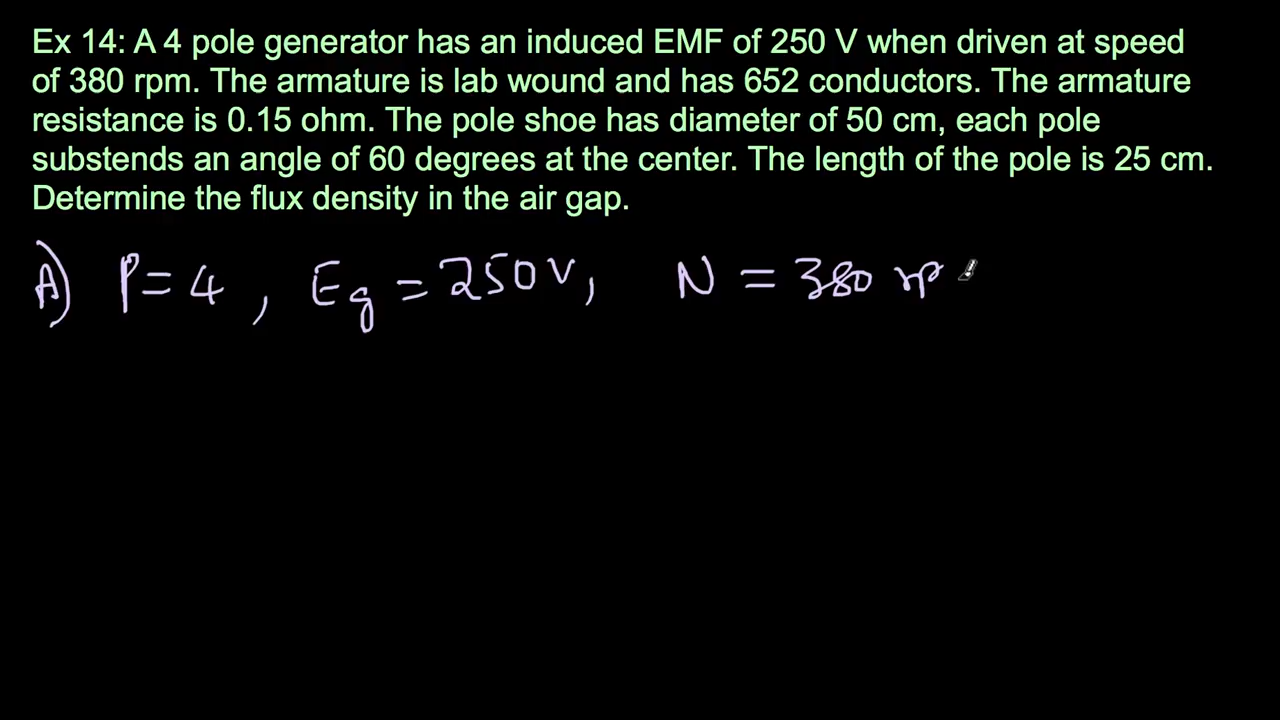 Ex 14: A 4 pole generator has an induced EMF of 250 V when driven at speed
of 380 rpm. The armature is lab wound and has 652 conductors. The armature
resistance is 0.15 ohm. The pole shoe has diameter of 50 cm, each pole
substends an angle of 60 degrees at the center. The length of the pole is 25 cm.
Determine the flux density in the air gap.
A) P = 4 , Eg = 250 V, N = 380 rp